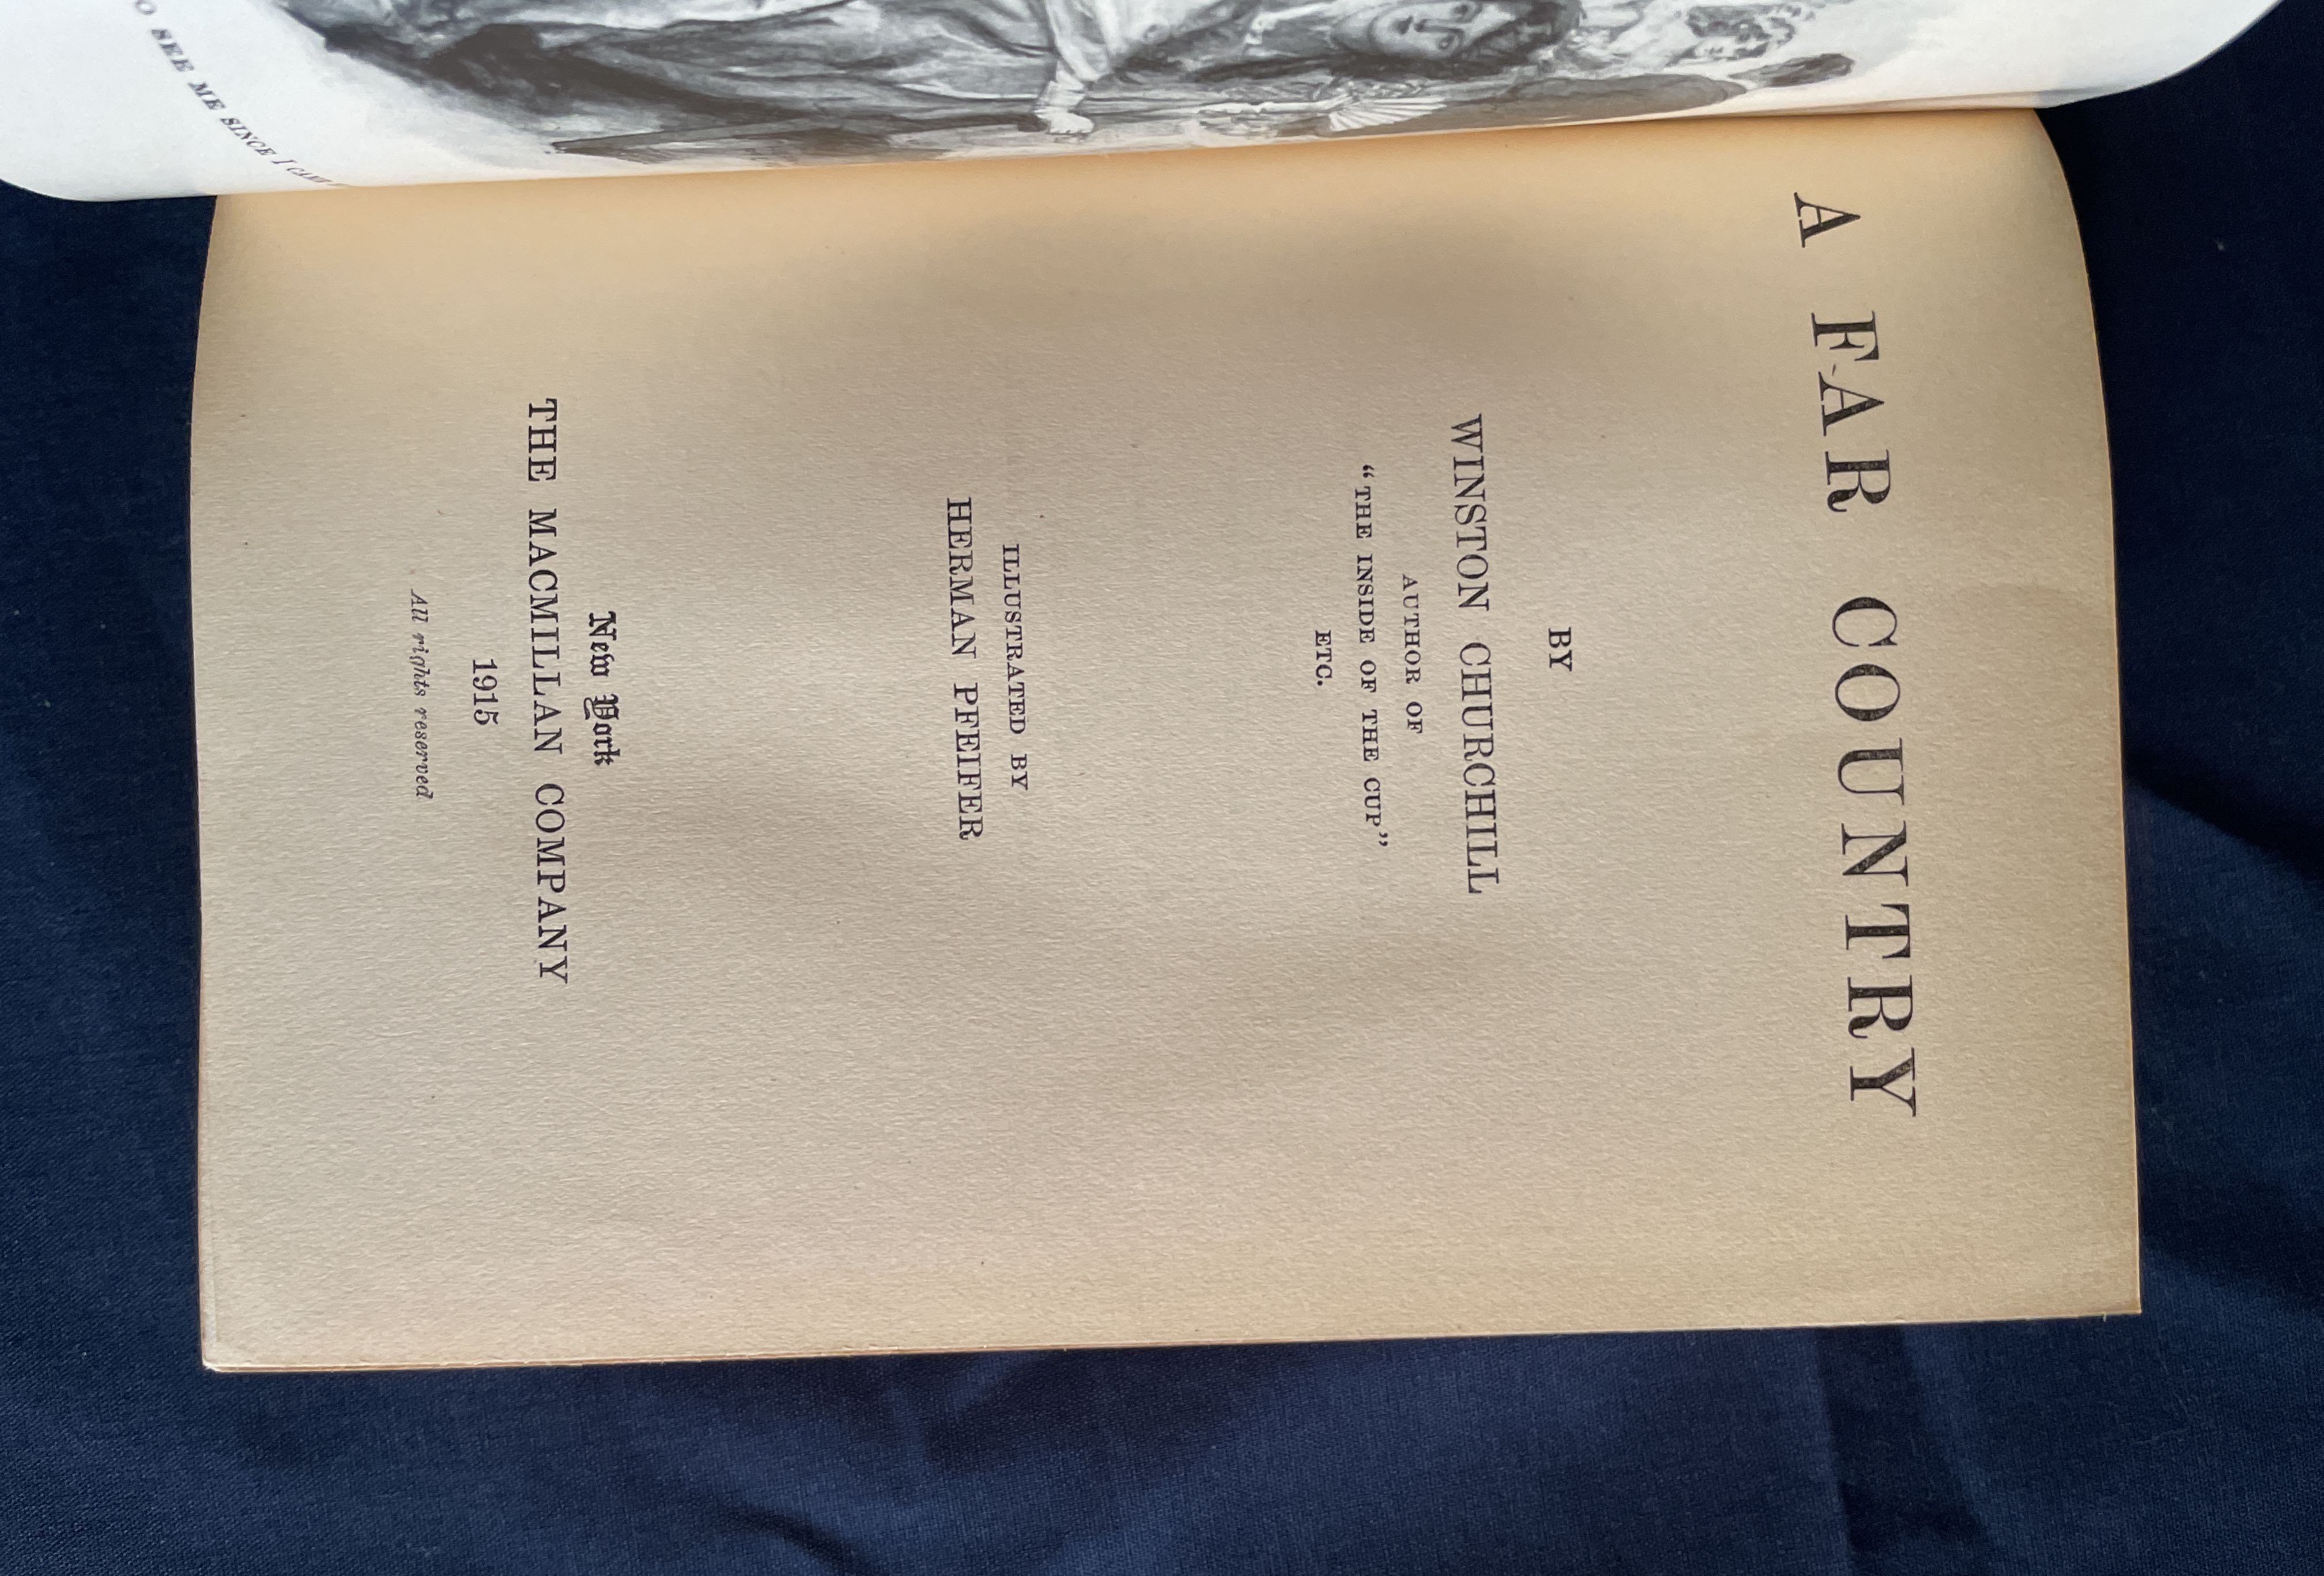 O SEE ME SINCE I CAME
A FAR COUNTRY
BY
WINSTON CHURCHILL
AUTHOR OF
“THE INSIDE OF THE CUP”
ETC.
ILLUSTRATED BY
HERMAN PFEIFER
New York
THE MACMILLAN COMPANY
1915
All rights reserved